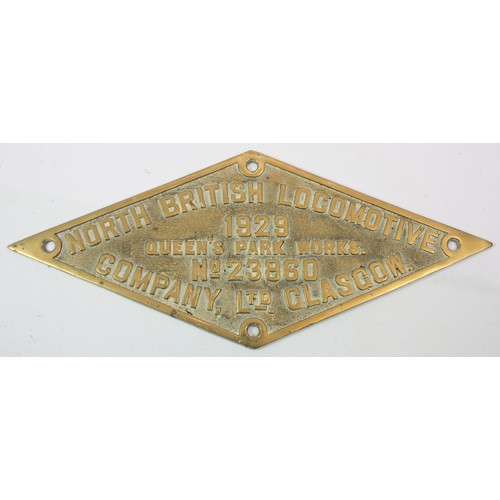 NORTH BRITISH LOCOMOTIVE
1929
QUEEN'S PARK WORKS.
No 23860
COMPANY, LTD. GLASGOW.